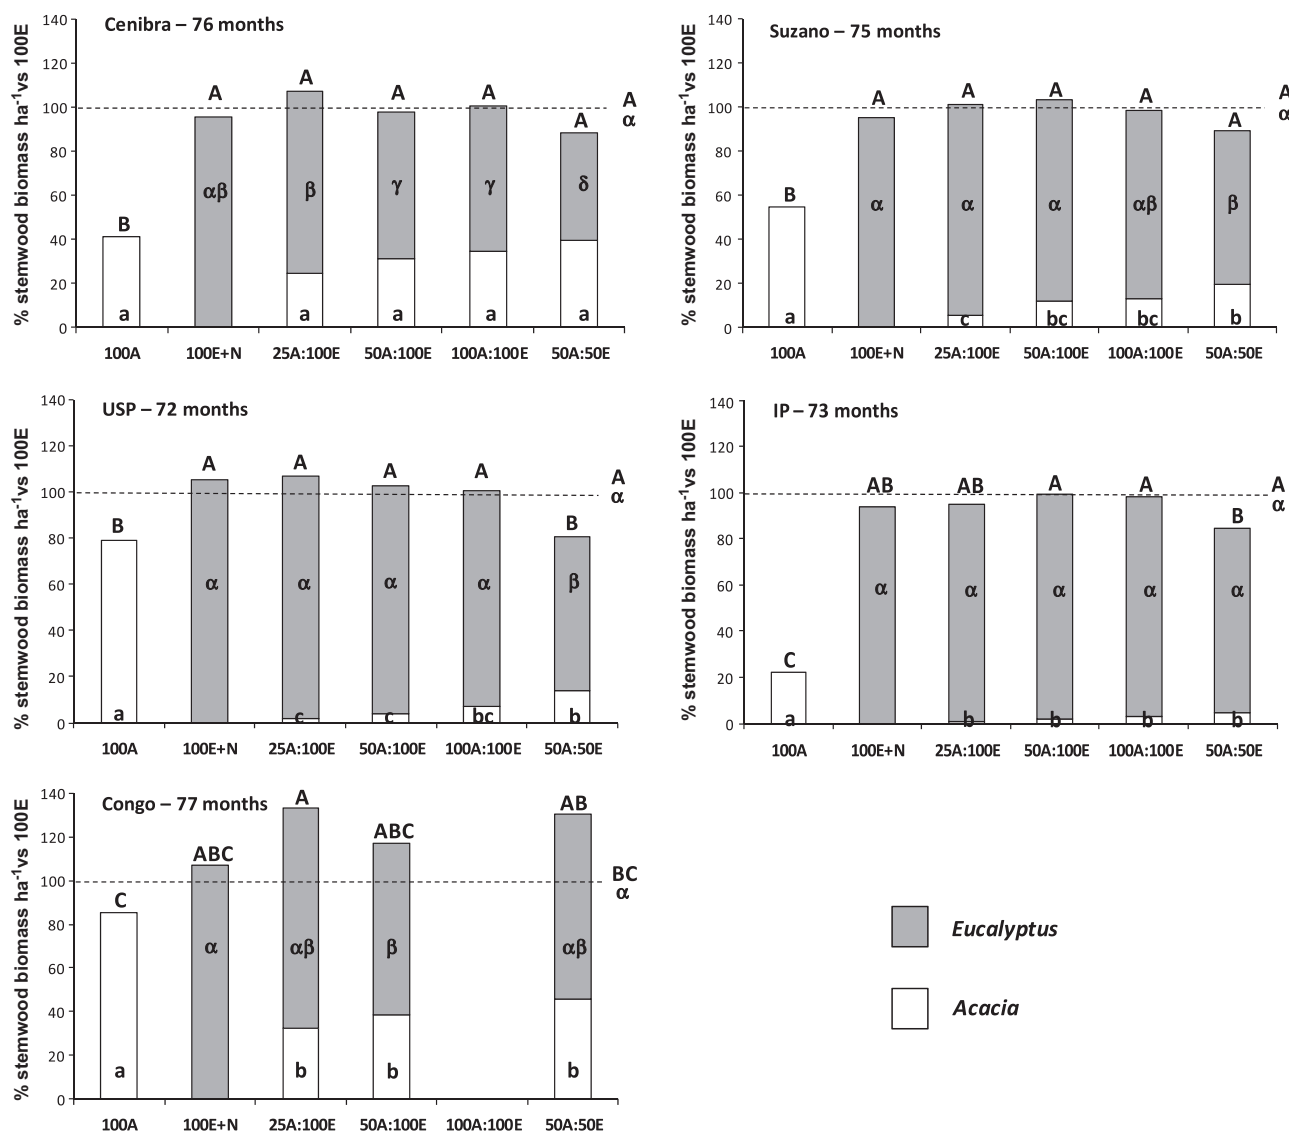 Cenibra – 76 months
% stemwood biomass ha⁻¹ vs 100E
140
120
100
80
60
40
20
0
B
a
A
αβ
A
β
a
A
γ
a
A
γ
a
A
δ
a
A
α
100A 100E+N 25A:100E 50A:100E 100A:100E 50A:50E
Suzano – 75 months
% stemwood biomass ha⁻¹ vs 100E
140
120
100
80
60
40
20
0
B
a
A
α
A
α
c
A
α
bc
A
αβ
bc
A
β
b
A
α
100A 100E+N 25A:100E 50A:100E 100A:100E 50A:50E
USP – 72 months
% stemwood biomass ha⁻¹ vs 100E
140
120
100
80
60
40
20
0
B
a
A
α
A
α
c
A
α
c
A
α
bc
B
β
b
A
α
100A 100E+N 25A:100E 50A:100E 100A:100E 50A:50E
IP – 73 months
% stemwood biomass ha⁻¹ vs 100E
140
120
100
80
60
40
20
0
C
a
AB
α
AB
α
b
A
α
b
A
α
b
B
α
b
A
α
100A 100E+N 25A:100E 50A:100E 100A:100E 50A:50E
Congo – 77 months
% stemwood biomass ha⁻¹ vs 100E
140
120
100
80
60
40
20
0
C
a
ABC
α
A
αβ
b
ABC
β
b
AB
αβ
b
BC
α
100A 100E+N 25A:100E 50A:100E 100A:100E 50A:50E
Eucalyptus
Acacia